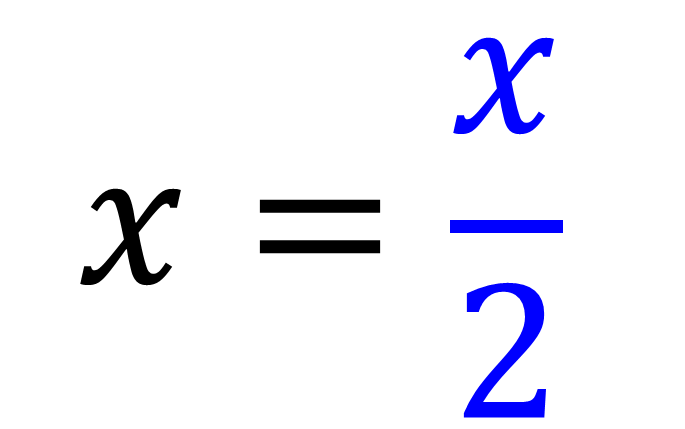 x = x/2